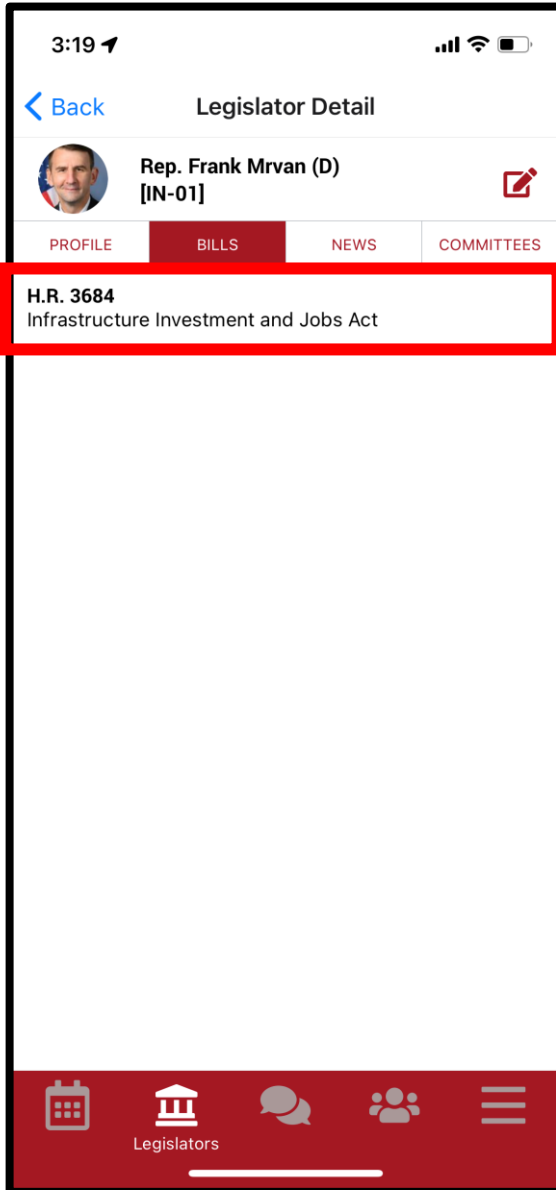 3:19
Back Legislator Detail
Rep. Frank Mrvan (D)
[IN-01]
PROFILE BILLS NEWS COMMITTEES
H.R. 3684
Infrastructure Investment and Jobs Act
Legislators